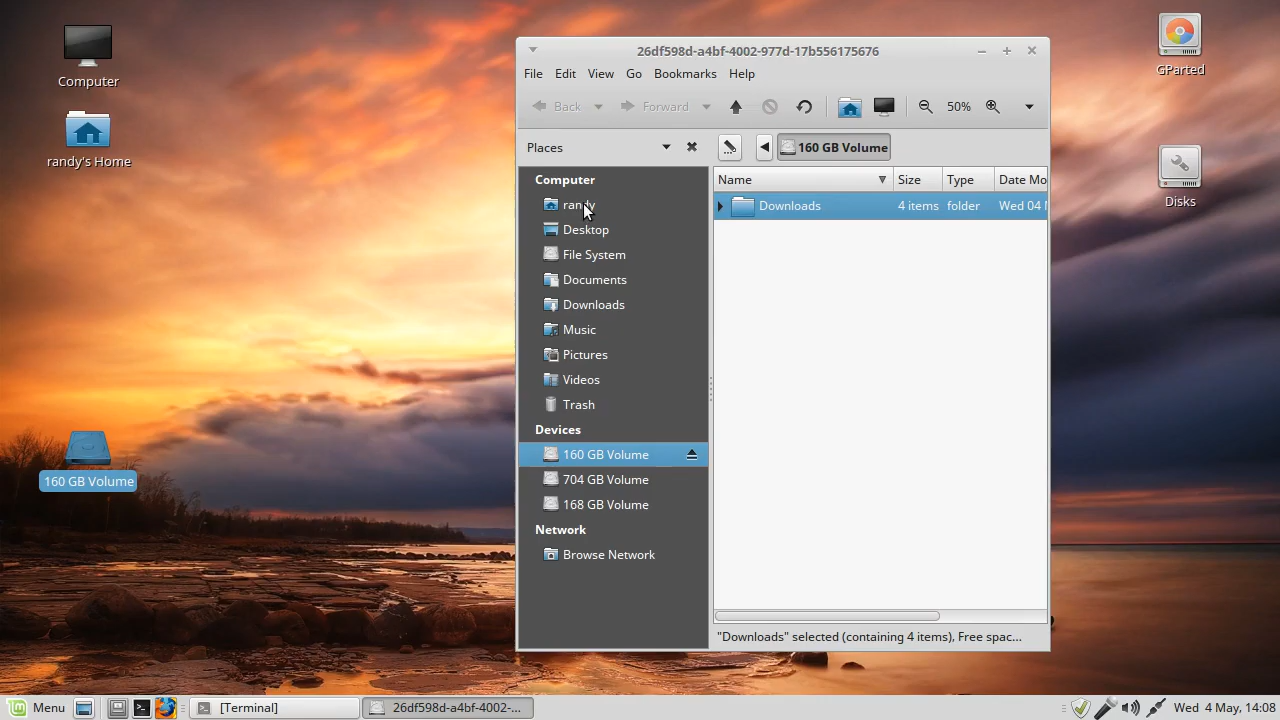 Computer
randy's Home
160 GB Volume
GParted
Disks
26df598d-a4bf-4002-977d-17b556175676
File Edit View Go Bookmarks Help
Back Forward 50%
Places
160 GB Volume
Computer
randy
Desktop
File System
Documents
Downloads
Music
Pictures
Videos
Trash
Devices
160 GB Volume
704 GB Volume
168 GB Volume
Network
Browse Network
Name Size Type Date Mo
Downloads 4 items folder Wed 04
"Downloads" selected (containing 4 items), Free spac...
Menu [Terminal] 26df598d-a4bf-4002-... Wed 4 May, 14:08